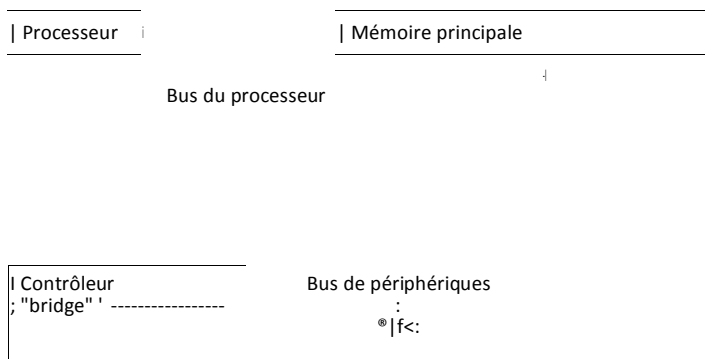 | Processeur i | Mémoire principale
Bus du processeur
I Contrôleur Bus de périphériques
; "bridge" ' ----------------- :
®|f<: